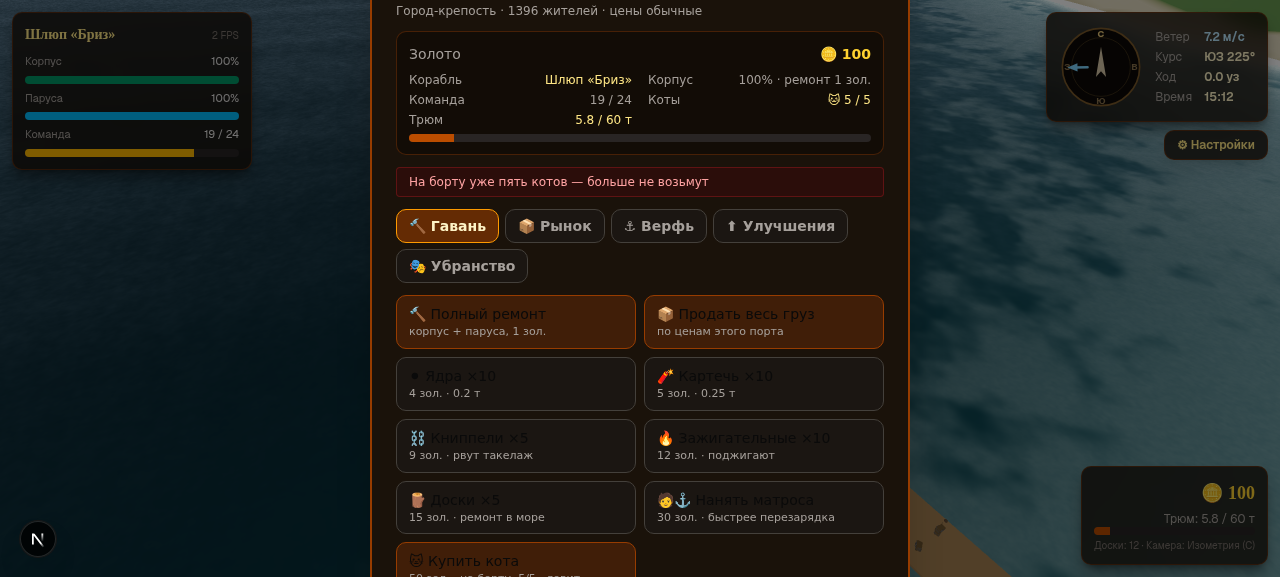 Шлюп «Бриз» 2 FPS
Корпус 100%
Паруса 100%
Команда 19 / 24
Город-крепость · 1396 жителей · цены обычные
Золото 100
Корабль Шлюп «Бриз» Корпус 100% · ремонт 1 зол.
Команда 19 / 24 Коты 5 / 5
Трюм 5.8 / 60 т
На борту уже пять котов — больше не возьмут
Гавань Рынок Верфь Улучшения
Убранство
Полный ремонт
корпус + паруса, 1 зол.
Продать весь груз
по ценам этого порта
Ядра ×10
4 зол. · 0.2 т
Картечь ×10
5 зол. · 0.25 т
Книппели ×5
9 зол. · рвут такелаж
Зажигательные ×10
12 зол. · поджигают
Доски ×5
15 зол. · ремонт в море
Нанять матроса
30 зол. · быстрее перезарядка
Купить кота
С
З
В
Ю
Ветер 7.2 м/с
Курс ЮЗ 225°
Ход 0.0 уз
Время 15:12
Настройки
100
Трюм: 5.8 / 60 т
Доски: 12 · Камера: Изометрия (C)
N